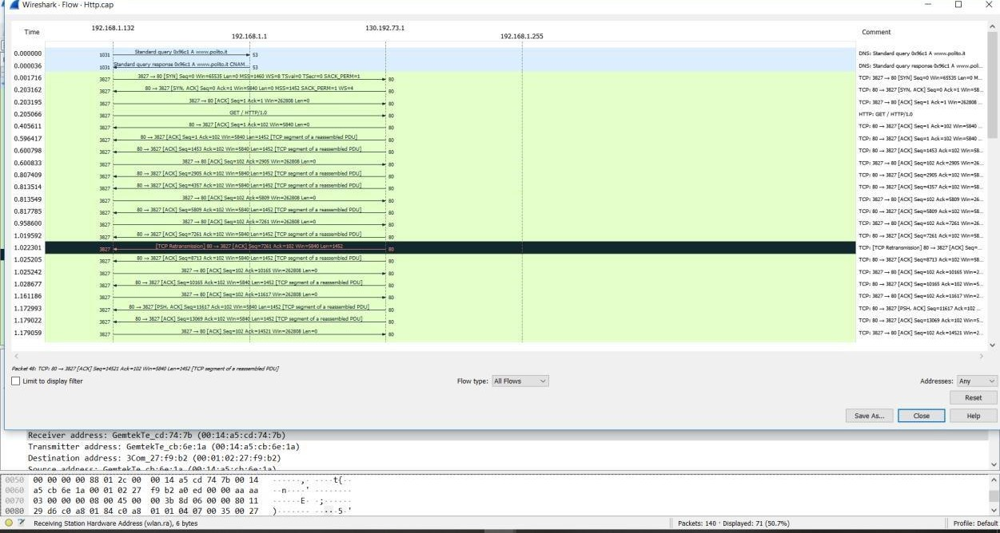 Wireshark · Flow · Http.cap
Time 192.168.1.132 192.168.1.1 130.192.73.1 192.168.1.255 Comment
0.000000 1031 Standard query 0x96c1 A www.polito.it 53 DNS: Standard query 0x96c1 A www.polito.it
0.000036 1031 Standard query response 0x96c1 A www.polito.it CNAM... 53 DNS: Standard query response 0x96c1 A www.pol...
0.001716 3827 3827 → 80 [SYN] Seq=0 Win=65535 Len=0 MSS=1460 WS=8 TSval=0 TSecr=0 SACK_PERM=1 80 TCP: 3827 → 80 [SYN] Seq=0 Win=65535 Len=0 M...
0.203162 3827 80 → 3827 [SYN, ACK] Seq=0 Ack=1 Win=5840 Len=0 MSS=1452 SACK_PERM=1 WS=4 80 TCP: 80 → 3827 [SYN, ACK] Seq=0 Ack=1 Win=58...
0.203195 3827 3827 → 80 [ACK] Seq=1 Ack=1 Win=262808 Len=0 80 TCP: 3827 → 80 [ACK] Seq=1 Ack=1 Win=262808 ...
0.205066 3827 GET / HTTP/1.0 80 HTTP: GET / HTTP/1.0
0.405611 3827 80 → 3827 [ACK] Seq=1 Ack=102 Win=5840 Len=0 80 TCP: 80 → 3827 [ACK] Seq=1 Ack=102 Win=5840 ...
0.596417 3827 80 → 3827 [ACK] Seq=1 Ack=102 Win=5840 Len=1452 [TCP segment of a reassembled PDU] 80 TCP: 80 → 3827 [ACK] Seq=1 Ack=102 Win=5840 ...
0.600798 3827 80 → 3827 [ACK] Seq=1453 Ack=102 Win=5840 Len=1452 [TCP segment of a reassembled PDU] 80 TCP: 80 → 3827 [ACK] Seq=1453 Ack=102 Win=58...
0.600833 3827 3827 → 80 [ACK] Seq=102 Ack=2905 Win=262808 Len=0 80 TCP: 3827 → 80 [ACK] Seq=102 Ack=2905 Win=26...
0.807409 3827 80 → 3827 [ACK] Seq=2905 Ack=102 Win=5840 Len=1452 [TCP segment of a reassembled PDU] 80 TCP: 80 → 3827 [ACK] Seq=2905 Ack=102 Win=58...
0.813514 3827 80 → 3827 [ACK] Seq=4357 Ack=102 Win=5840 Len=1452 [TCP segment of a reassembled PDU] 80 TCP: 80 → 3827 [ACK] Seq=4357 Ack=102 Win=58...
0.813549 3827 3827 → 80 [ACK] Seq=102 Ack=5809 Win=262808 Len=0 80 TCP: 3827 → 80 [ACK] Seq=102 Ack=5809 Win=26...
0.817785 3827 80 → 3827 [ACK] Seq=5809 Ack=102 Win=5840 Len=1452 [TCP segment of a reassembled PDU] 80 TCP: 80 → 3827 [ACK] Seq=5809 Ack=102 Win=58...
0.958600 3827 3827 → 80 [ACK] Seq=102 Ack=7261 Win=262808 Len=0 80 TCP: 3827 → 80 [ACK] Seq=102 Ack=7261 Win=26...
1.019592 3827 80 → 3827 [ACK] Seq=7261 Ack=102 Win=5840 Len=1452 [TCP segment of a reassembled PDU] 80 TCP: 80 → 3827 [ACK] Seq=7261 Ack=102 Win=58...
1.022301 3827 [TCP Retransmission] 80 → 3827 [ACK] Seq=7261 Ack=102 Win=5840 Len=1452 80 TCP: [TCP Retransmission] 80 → 3827 [ACK] Seq=...
1.025205 3827 80 → 3827 [ACK] Seq=8713 Ack=102 Win=5840 Len=1452 [TCP segment of a reassembled PDU] 80 TCP: 80 → 3827 [ACK] Seq=8713 Ack=102 Win=58...
1.025242 3827 3827 → 80 [ACK] Seq=102 Ack=10165 Win=262808 Len=0 80 TCP: 3827 → 80 [ACK] Seq=102 Ack=10165 Win=2...
1.028677 3827 80 → 3827 [ACK] Seq=10165 Ack=102 Win=5840 Len=1452 [TCP segment of a reassembled PDU] 80 TCP: 80 → 3827 [ACK] Seq=10165 Ack=102 Win=5...
1.161186 3827 3827 → 80 [ACK] Seq=102 Ack=11617 Win=262808 Len=0 80 TCP: 3827 → 80 [ACK] Seq=102 Ack=11617 Win=2...
1.172993 3827 80 → 3827 [PSH, ACK] Seq=11617 Ack=102 Win=5840 Len=1452 [TCP segment of a reassembled PDU] 80 TCP: 80 → 3827 [PSH, ACK] Seq=11617 Ack=102 ...
1.179022 3827 80 → 3827 [ACK] Seq=13069 Ack=102 Win=5840 Len=1452 [TCP segment of a reassembled PDU] 80 TCP: 80 → 3827 [ACK] Seq=13069 Ack=102 Win=5...
1.179059 3827 3827 → 80 [ACK] Seq=102 Ack=14521 Win=262808 Len=0 80 TCP: 3827 → 80 [ACK] Seq=102 Ack=14521 Win=2...
Packet 48: TCP: 80 → 3827 [ACK] Seq=14521 Ack=102 Win=5840 Len=1452 [TCP segment of a reassembled PDU]
Limit to display filter Flow type: All Flows Addresses: Any
Reset
Save As... Close Help
Receiver address: GemtekTe_cd:74:7b (00:14:a5:cd:74:7b)
Transmitter address: GemtekTe_cb:6e:1a (00:14:a5:cb:6e:1a)
Destination address: 3Com_27:f9:b2 (00:01:02:27:f9:b2)
Source address: GemtekTe_cb:6e:1a (00:14:a5:cb:6e:1a)
0050 00 00 00 00 88 01 2c 00 00 14 a5 cd 74 7b 00 14 ······,· ····t{··
0060 a5 cb 6e 1a 00 01 02 27 f9 b2 a0 ed 00 00 aa aa ··n····' ········
0070 03 00 00 00 08 00 45 00 00 3b 8d 06 00 00 80 11 ······E· ·;······
0080 29 d6 c0 a8 01 84 c0 a8 01 01 04 07 00 35 00 27 )······· ·····5·'
Receiving Station Hardware Address (wlan.ra), 6 bytes Packets: 140 · Displayed: 71 (50.7%) Profile: Default